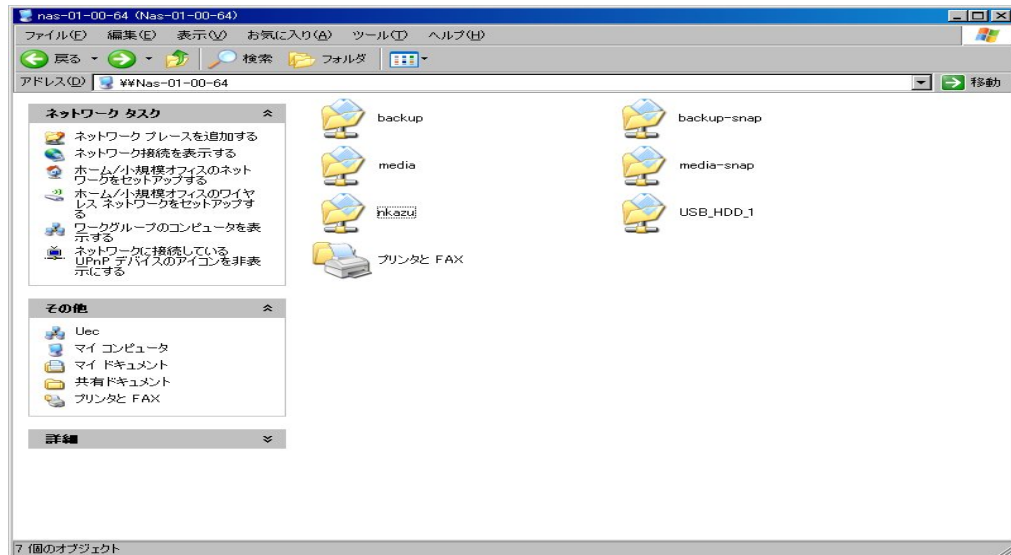 nas-01-00-64 (Nas-01-00-64)
ファイル(F) 編集(E) 表示(V) お気に入り(A) ツール(T) ヘルプ(H)
戻る 検索 フォルダ
アドレス(D) ¥¥Nas-01-00-64 移動
ネットワーク タスク
ネットワーク プレースを追加する
ネットワーク接続を表示する
ホーム/小規模オフィスのネット
ワークをセットアップする
ホーム/小規模オフィスのワイヤ
レス ネットワークをセットアップす
る
ワークグループのコンピュータを表
示する
ネットワークに接続している
UPnP デバイスのアイコンを非表
示にする
その他
Uec
マイ コンピュータ
マイ ドキュメント
共有ドキュメント
プリンタと FAX
詳細
backup
backup-snap
media
media-snap
nkazu
USB_HDD_1
プリンタと FAX
7 個のオブジェクト